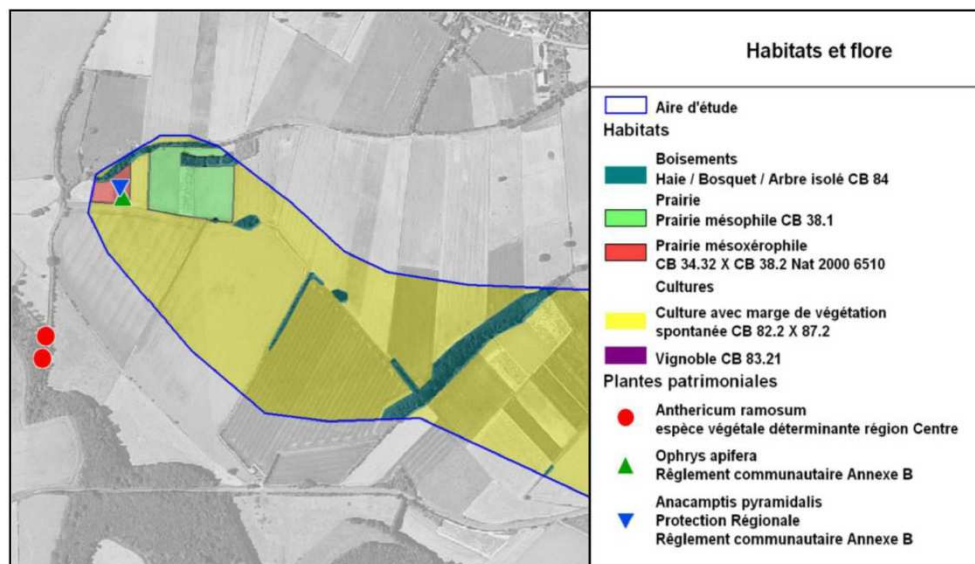 Habitats et flore
Aire d'étude
Habitats
Boisements
Haie / Bosquet / Arbre isolé CB 84
Prairie
Prairie mésophile CB 38.1
Prairie mésoxérophile
CB 34.32 X CB 38.2 Nat 2000 6510
Cultures
Culture avec marge de végétation
spontanée CB 82.2 X 87.2
Vignoble CB 83.21
Plantes patrimoniales
Anthericum ramosum
espèce végétale déterminante région Centre
Ophrys apifera
Rêglement communautaire Annexe B
Anacamptis pyramidalis
Protection Régionale
Rêglement communautaire Annexe B